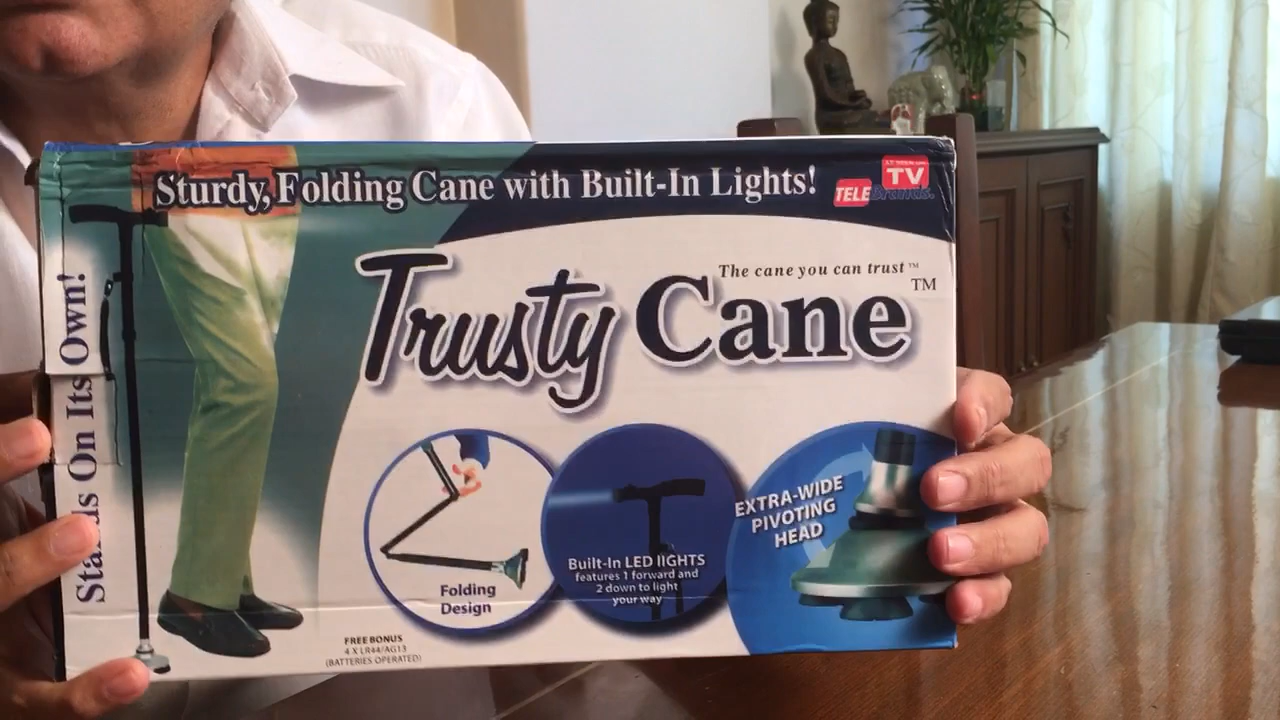 Sturdy, Folding Cane with Built-In Lights!
TV
TELEBrands.
Stands On Its Own!
The cane you can trust™
Trusty Cane™
Folding
Design
Built-In LED lIGHTS
features 1 forward and
2 down to light
your way
EXTRA-WIDE
PIVOTING
HEAD
FREE BONUS
4 X LR44/AG13
(BATTERIES OPERATED)